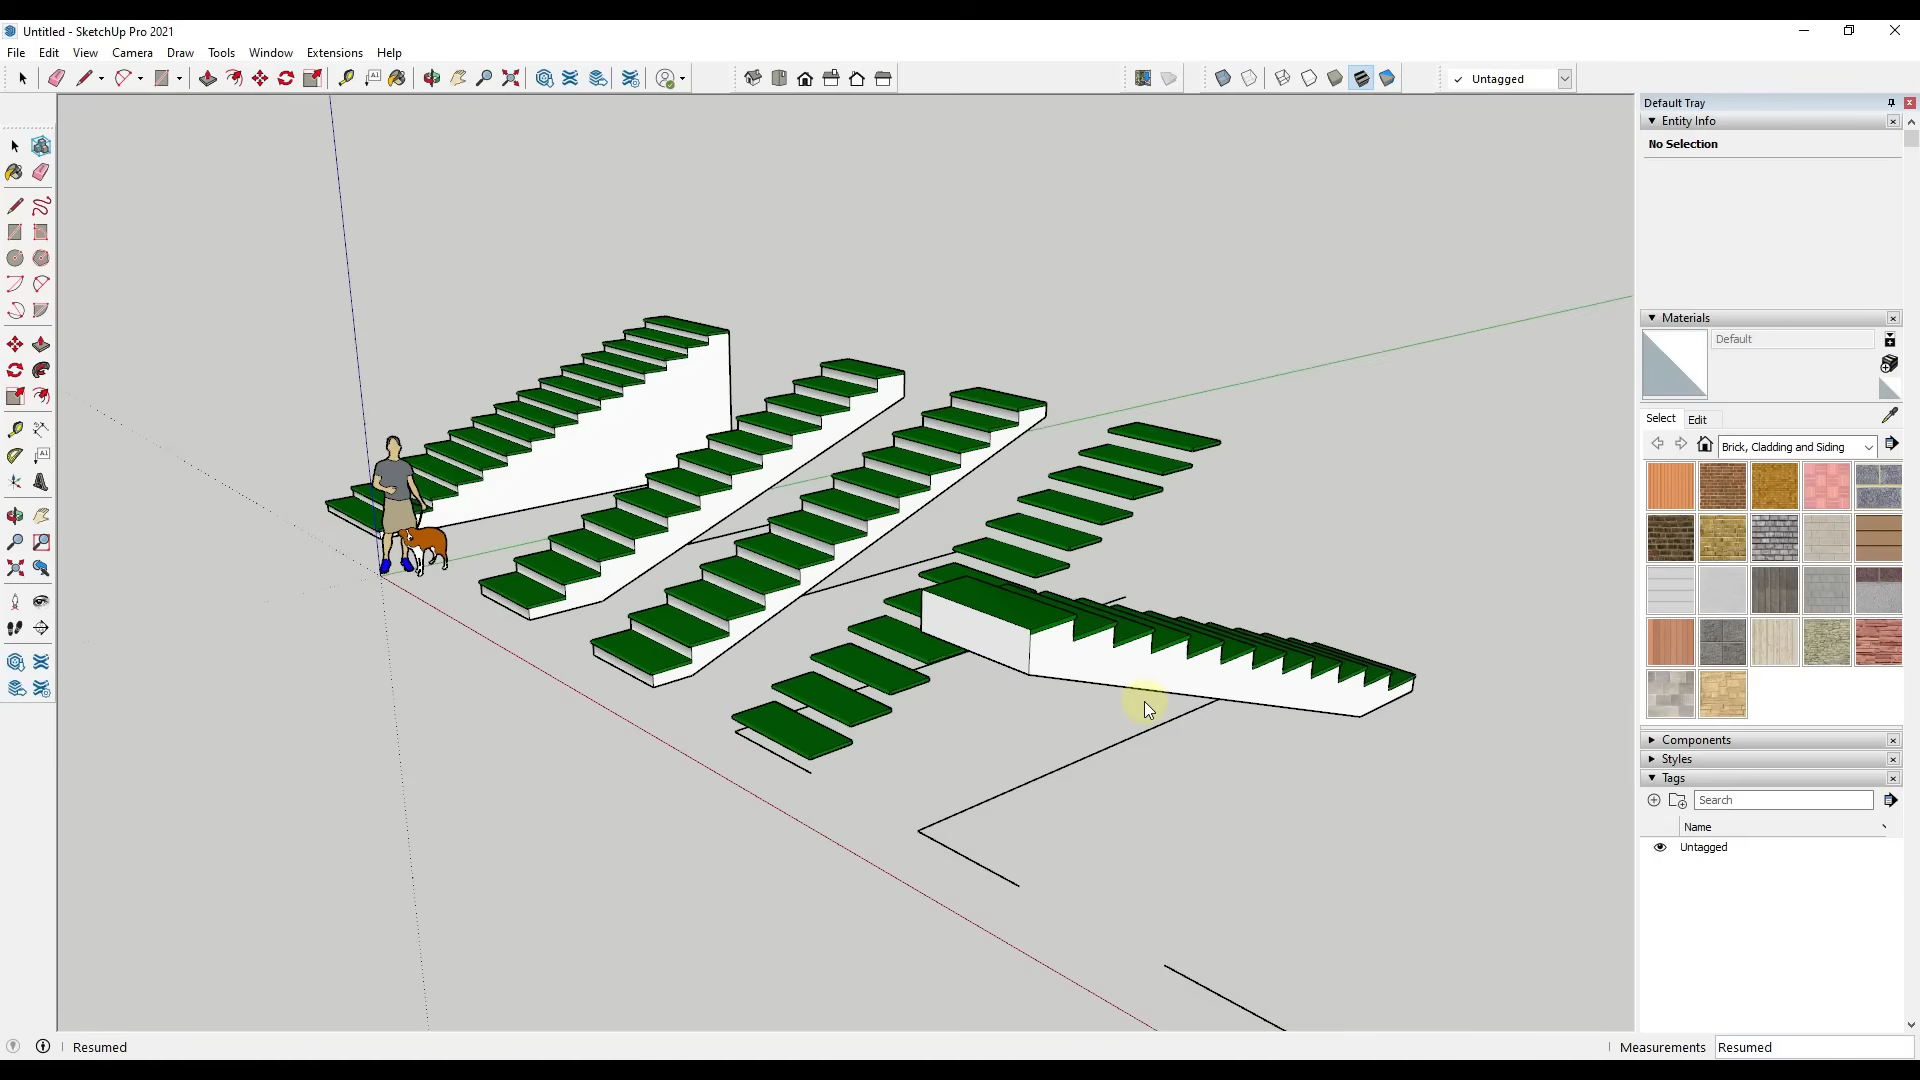 Untitled - SketchUp Pro 2021
File Edit View Camera Draw Tools Window Extensions Help
Untagged
Default Tray
Entity Info
No Selection
Materials
Default
Select Edit
Brick, Cladding and Siding
Components
Styles
Tags
Search
Name
Untagged
Resumed
Measurements Resumed